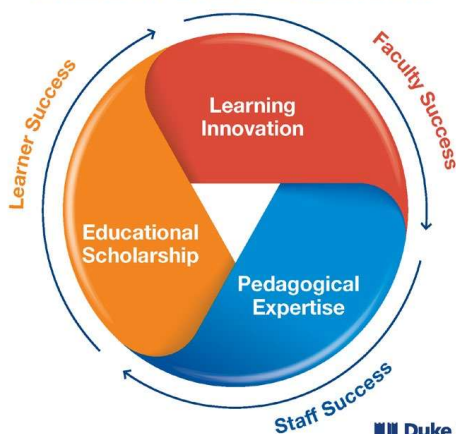 Learner Success
Faculty Success
Learning
Innovation
Educational
Scholarship
Pedagogical
Expertise
Staff Success
Duke